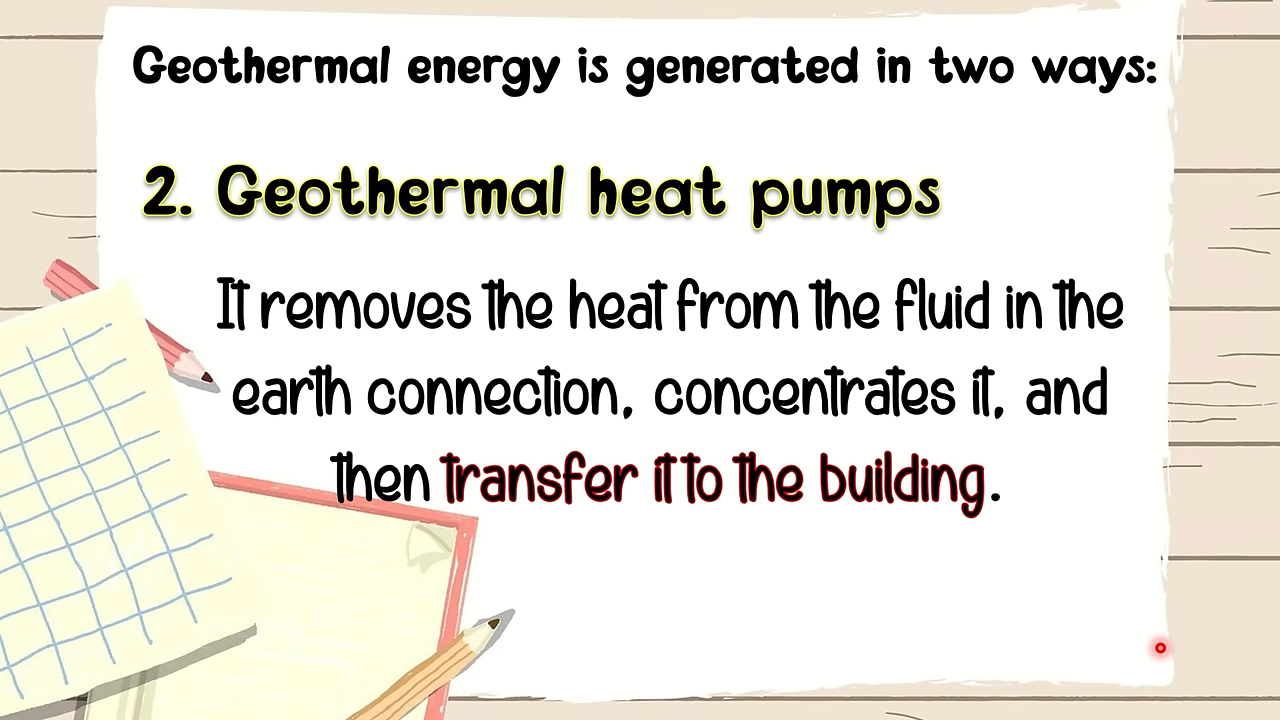 Geothermal energy is generated in two ways:
2. Geothermal heat pumps
It removes the heat from the fluid in the
earth connection, concentrates it, and
then transfer it to the building.